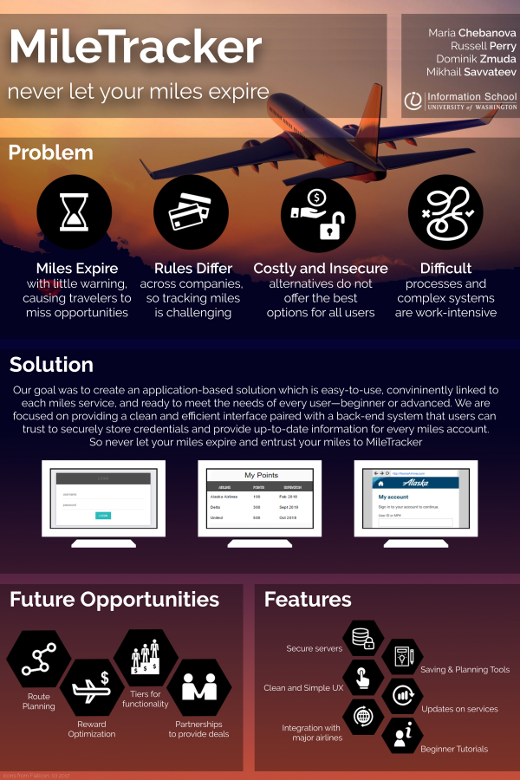 MileTracker
never let your miles expire
Maria Chebanova
Russell Perry
Dominik Zmuda
Mikhail Savvateev
Information School
UNIVERSITY of WASHINGTON
Problem
Miles Expire
with little warning,
causing travelers to
miss opportunities
Rules Differ
across companies,
so tracking miles
is challenging
Costly and Insecure
alternatives do not
offer the best
options for all users
Difficult
processes and
complex systems
are work-intensive
Solution
Our goal was to create an application-based solution which is easy-to-use, convininently linked to
each miles service, and ready to meet the needs of every user—beginner or advanced. We are
focused on providing a clean and efficient interface paired with a back-end system that users can
trust to securely store credentials and provide up-to-date information for every miles account.
So never let your miles expire and entrust your miles to MileTracker
username
password
LOGIN
My Points
AIRLINE POINTS EXPIRATION
Alaska Airlines 100 Feb 2019
Delta 200 Sept 2019
United 500 Oct 2019
Alaska
My account
Sign in to your account to continue.
User ID or MP#
Future Opportunities
Route
Planning
Reward
Optimization
Tiers for
functionality
Partnerships
to provide deals
Features
Secure servers
Saving & Planning Tools
Clean and Simple UX
Updates on services
Integration with
major airlines
Beginner Tutorials